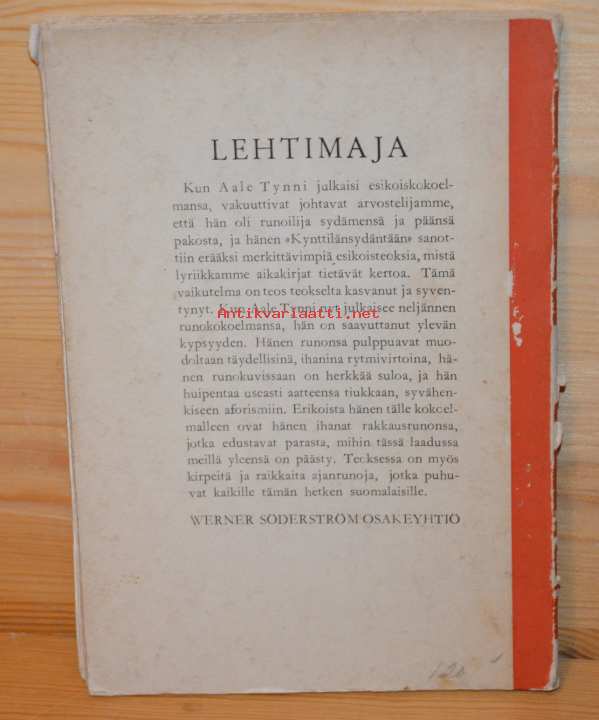 LEHTIMAJA
Kun Aale Tynni julkaisi esikoiskokoel-
mansa, vakuuttivat johtavat arvostelijamme,
että hän oli runoilija sydämensä ja päänsä
pakosta, ja hänen »Kynttilänsydäntään» sanot-
tiin erääksi merkittävimpiä esikoisteoksia, mistä
lyriikkamme aikakirjat tietävät kertoa. Tämä
vaikutelma on teos teokselta kasvanut ja syven-
tynyt. Kun Aale Tynni nyt julkaisee neljännen
Antikvariaatti.net
runokokoelmansa, hän on saavuttanut ylevän
kypsyyden. Hänen runonsa pulppuavat muo-
doltaan täydellisinä, ihanina rytmivirtoina, hä-
nen runokuvissaan on herkkää suloa, ja hän
huipentaa useasti aatteensa tiukkaan, syvähen-
kiseen aforismiin. Erikoista hänen tälle kokoel-
malleen ovat hänen ihanat rakkausrunonsa,
jotka edustavat parasta, mihin tässä laadussa
meillä yleensä on päästy. Teoksessa on myös
kirpeitä ja raikkaita ajanrunoja, jotka puhu-
vat kaikille tämän hetken suomalaisille.
WERNER SÖDERSTRÖM OSAKEYHTIÖ
120